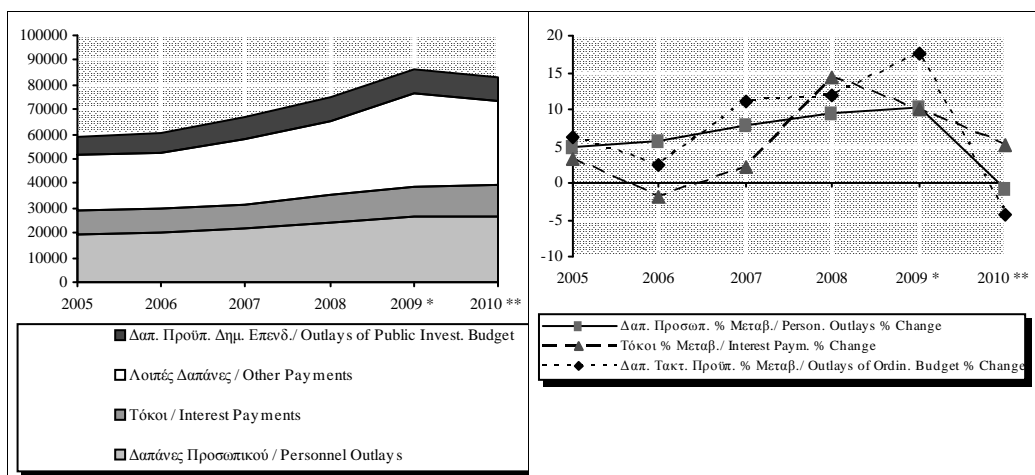 100000
90000
80000
70000
60000
50000
40000
30000
20000
10000
0
2005 2006 2007 2008 2009 * 2010 **
Δαπ. Προϋπ. Δημ. Επενδ./ Outlays of Public Invest. Budget
Λοιπές Δαπάνες / Other Payments
Τόκοι / Interest Payments
Δαπάνες Προσωπικού / Personnel Outlays
20
15
10
5
0
-5
-10
2005 2006 2007 2008 2009 * 2010 **
Δαπ. Προσωπ. % Μεταβ./ Person. Outlays % Change
Τόκοι % Μεταβ./ Interest Paym. % Change
Δαπ. Τακτ. Προϋπ. % Μεταβ./ Outlays of Ordin. Budget % Change